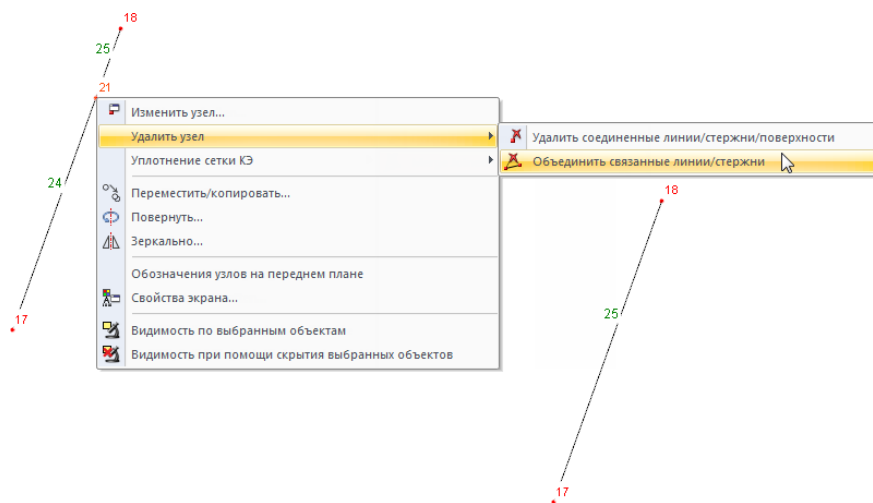 18
25
21
Изменить узел...
Удалить узел
Удалить соединенные линии/стержни/поверхности
Уплотнение сетки КЭ
Объединить связанные линии/стержни
24
Переместить/копировать...
18
Повернуть...
Зеркально...
Обозначения узлов на переднем плане
Свойства экрана...
25
17
Видимость по выбранным объектам
Видимость при помощи скрытия выбранных объектов
17